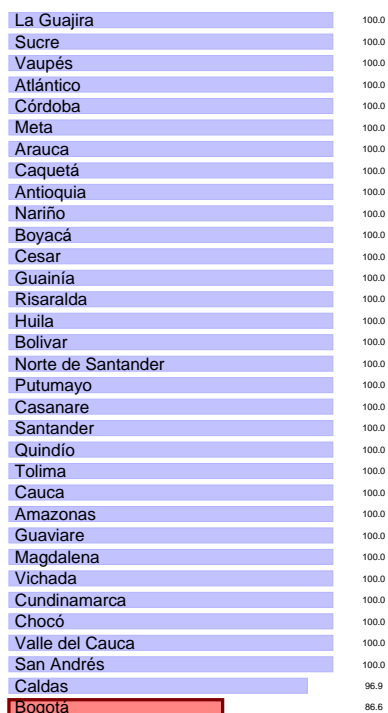 La Guajira 100.0
Sucre 100.0
Vaupés 100.0
Atlántico 100.0
Córdoba 100.0
Meta 100.0
Arauca 100.0
Caquetá 100.0
Antioquia 100.0
Nariño 100.0
Boyacá 100.0
Cesar 100.0
Guainía 100.0
Risaralda 100.0
Huila 100.0
Bolivar 100.0
Norte de Santander 100.0
Putumayo 100.0
Casanare 100.0
Santander 100.0
Quindío 100.0
Tolima 100.0
Cauca 100.0
Amazonas 100.0
Guaviare 100.0
Magdalena 100.0
Vichada 100.0
Cundinamarca 100.0
Chocó 100.0
Valle del Cauca 100.0
San Andrés 100.0
Caldas 96.9
Bogotá 86.6